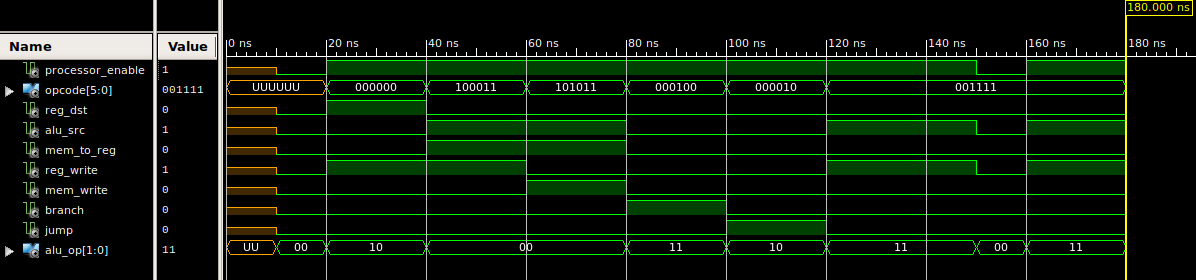 180.000 ns
Name Value 0 ns 20 ns 40 ns 60 ns 80 ns 100 ns 120 ns 140 ns 160 ns 180 ns
processor_enable 1
opcode[5:0] 001111 UUUUUU 000000 100011 101011 000100 000010 001111
reg_dst 0
alu_src 1
mem_to_reg 0
reg_write 1
mem_write 0
branch 0
jump 0
alu_op[1:0] 11 UU 00 10 00 11 10 11 00 11